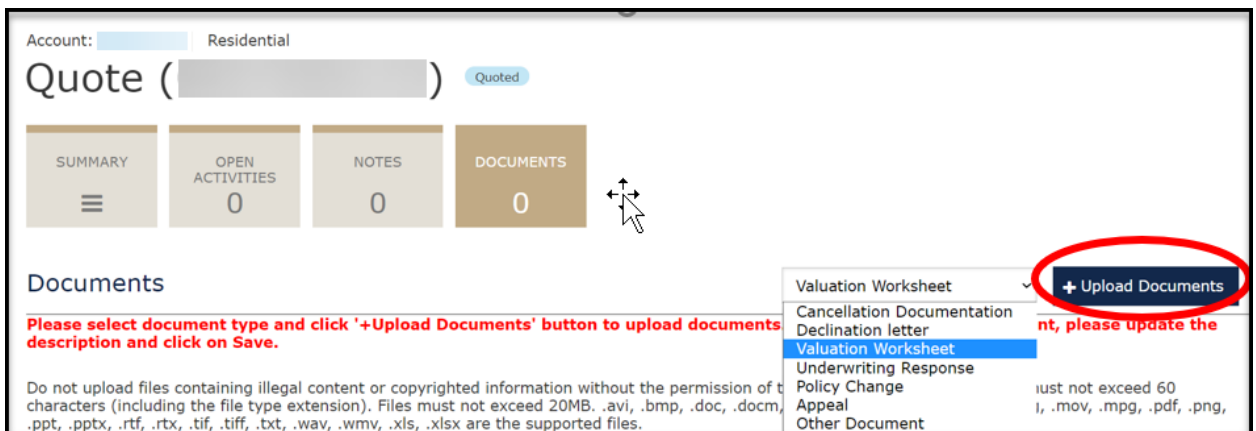 Account: Residential
Quote ( ) Quoted
SUMMARY
OPEN ACTIVITIES
0
NOTES
0
DOCUMENTS
0
Documents
Valuation Worksheet
+ Upload Documents
Please select document type and click '+Upload Documents' button to upload documents nt, please update the
description and click on Save.
Cancellation Documentation
Declination letter
Valuation Worksheet
Underwriting Response
Policy Change
Appeal
Other Document
Do not upload files containing illegal content or copyrighted information without the permission of t ust not exceed 60
characters (including the file type extension). Files must not exceed 20MB. .avi, .bmp, .doc, .docm, .mov, .mpg, .pdf, .png,
.ppt, .pptx, .rtf, .rtx, .tif, .tiff, .txt, .wav, .wmv, .xls, .xlsx are the supported files.